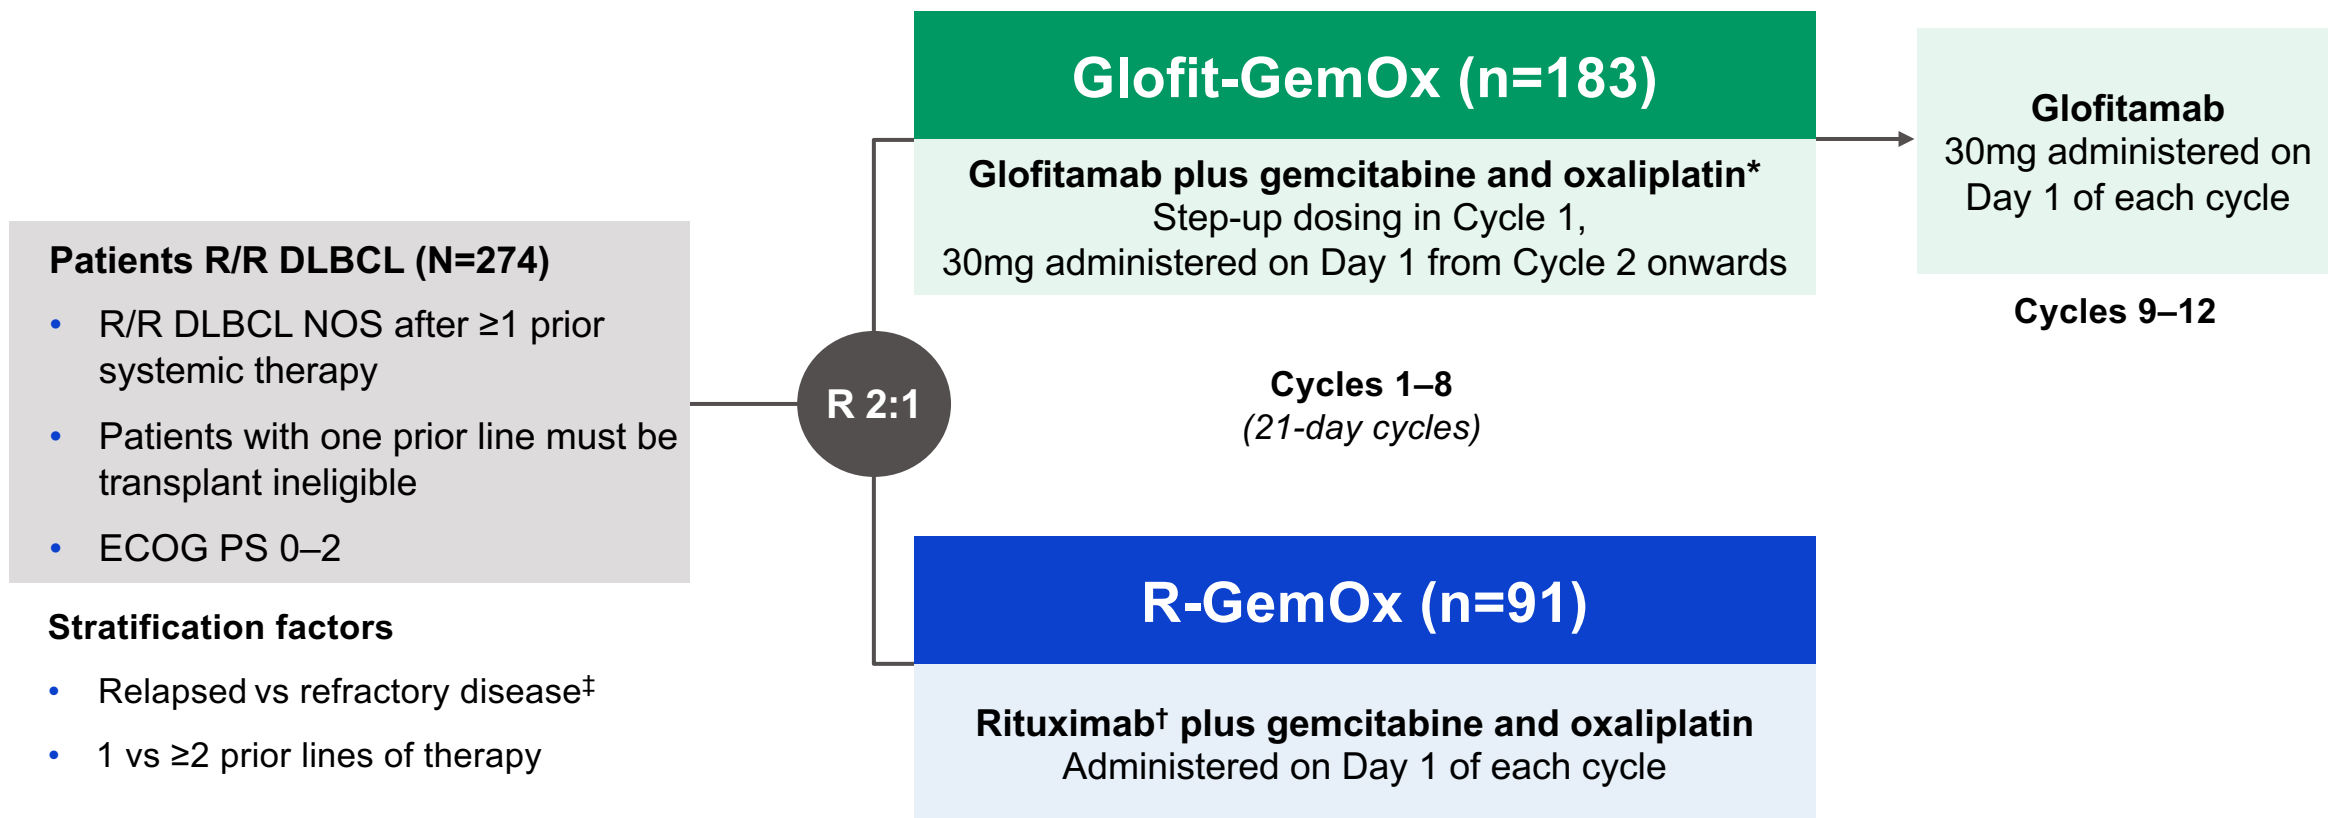 Patients R/R DLBCL (N=274)
• R/R DLBCL NOS after ≥1 prior
systemic therapy
• Patients with one prior line must be
transplant ineligible
• ECOG PS 0–2
Stratification factors
• Relapsed vs refractory disease‡
• 1 vs ≥2 prior lines of therapy
R 2:1
Glofit-GemOx (n=183)
Glofitamab plus gemcitabine and oxaliplatin*
Step-up dosing in Cycle 1,
30mg administered on Day 1 from Cycle 2 onwards
Cycles 1–8
(21-day cycles)
R-GemOx (n=91)
Rituximab† plus gemcitabine and oxaliplatin
Administered on Day 1 of each cycle
Glofitamab
30mg administered on
Day 1 of each cycle
Cycles 9–12